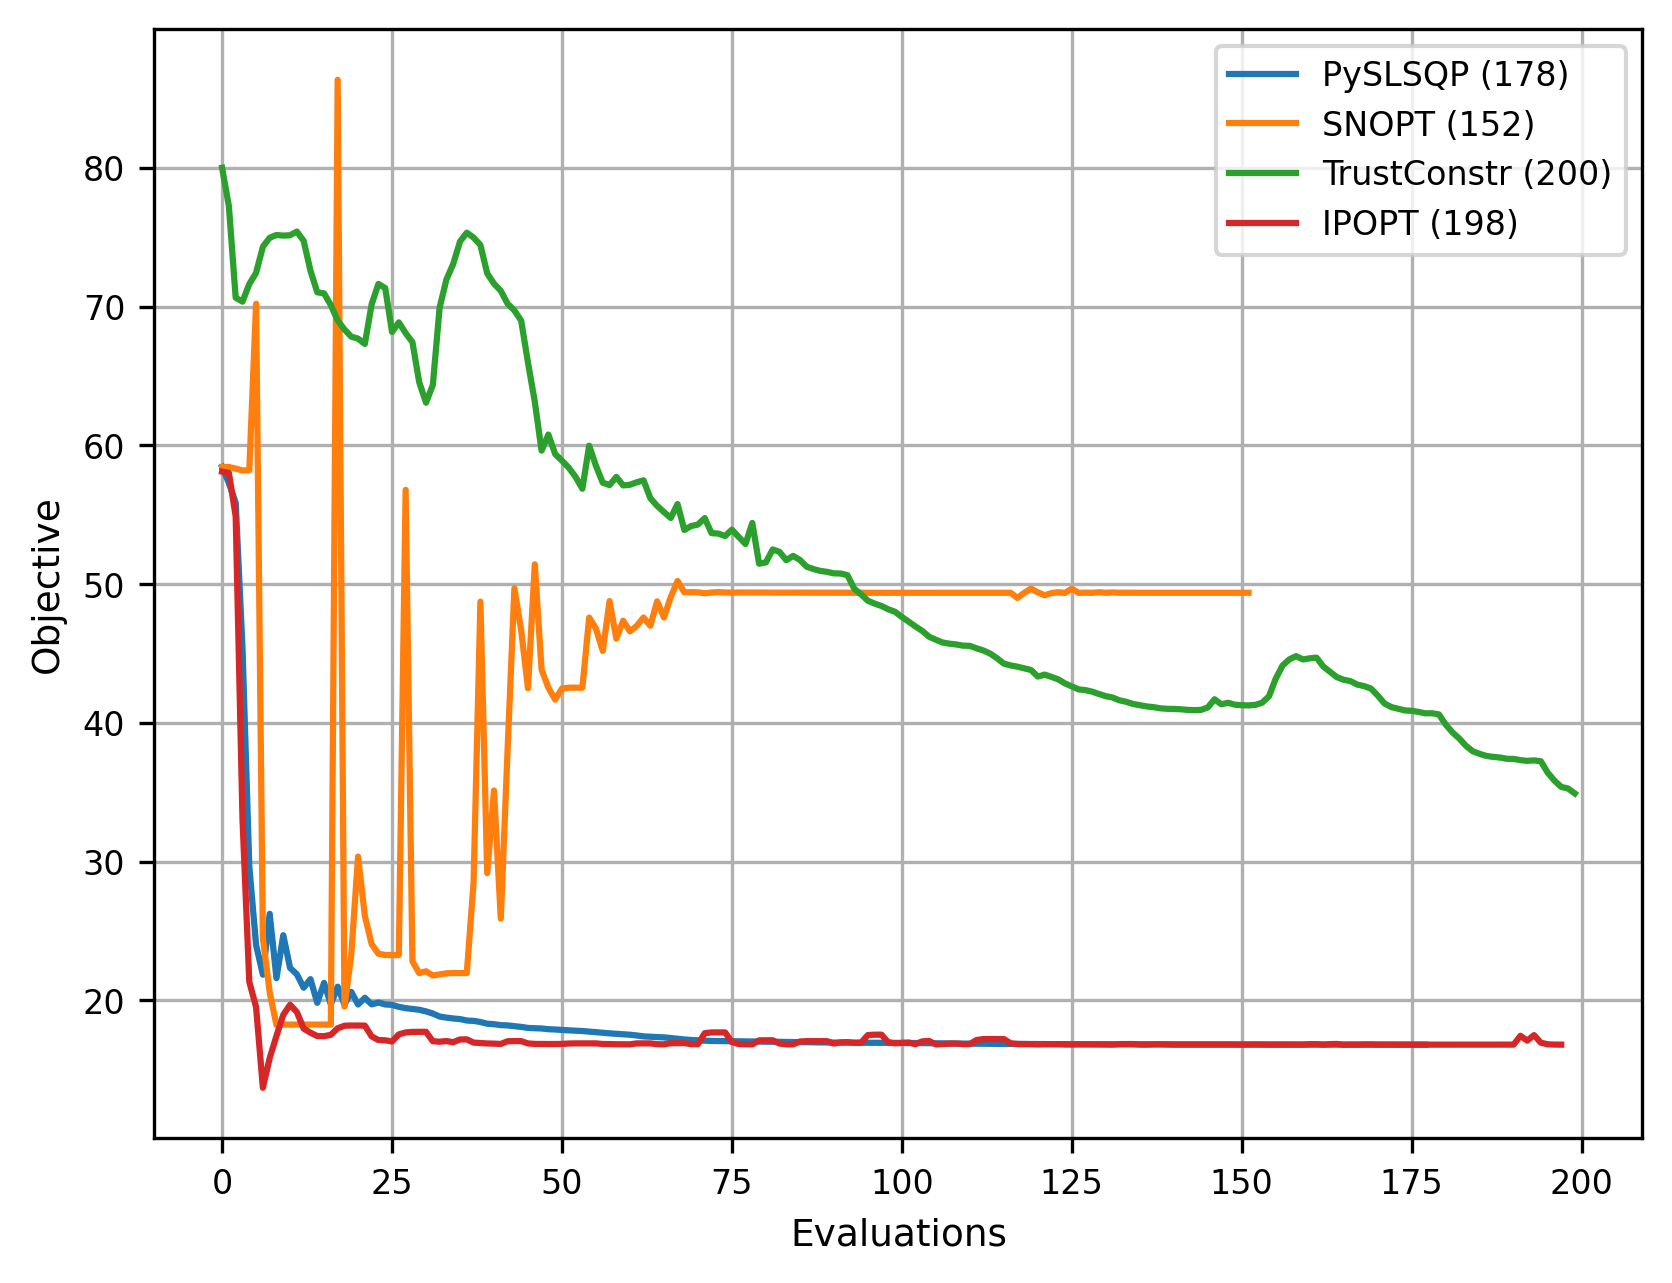 PySLSQP (178)
SNOPT (152)
TrustConstr (200)
IPOPT (198)
Objective
80
70
60
50
40
30
20
0 25 50 75 100 125 150 175 200
Evaluations